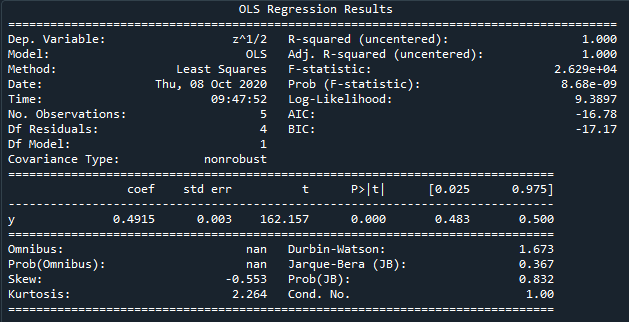 OLS Regression Results
==============================================================================
Dep. Variable: z^1/2 R-squared (uncentered): 1.000
Model: OLS Adj. R-squared (uncentered): 1.000
Method: Least Squares F-statistic: 2.629e+04
Date: Thu, 08 Oct 2020 Prob (F-statistic): 8.68e-09
Time: 09:47:52 Log-Likelihood: 9.3897
No. Observations: 5 AIC: -16.78
Df Residuals: 4 BIC: -17.17
Df Model: 1
Covariance Type: nonrobust
==============================================================================
coef std err t P>|t| [0.025 0.975]
------------------------------------------------------------------------------
y 0.4915 0.003 162.157 0.000 0.483 0.500
==============================================================================
Omnibus: nan Durbin-Watson: 1.673
Prob(Omnibus): nan Jarque-Bera (JB): 0.367
Skew: -0.553 Prob(JB): 0.832
Kurtosis: 2.264 Cond. No. 1.00
==============================================================================